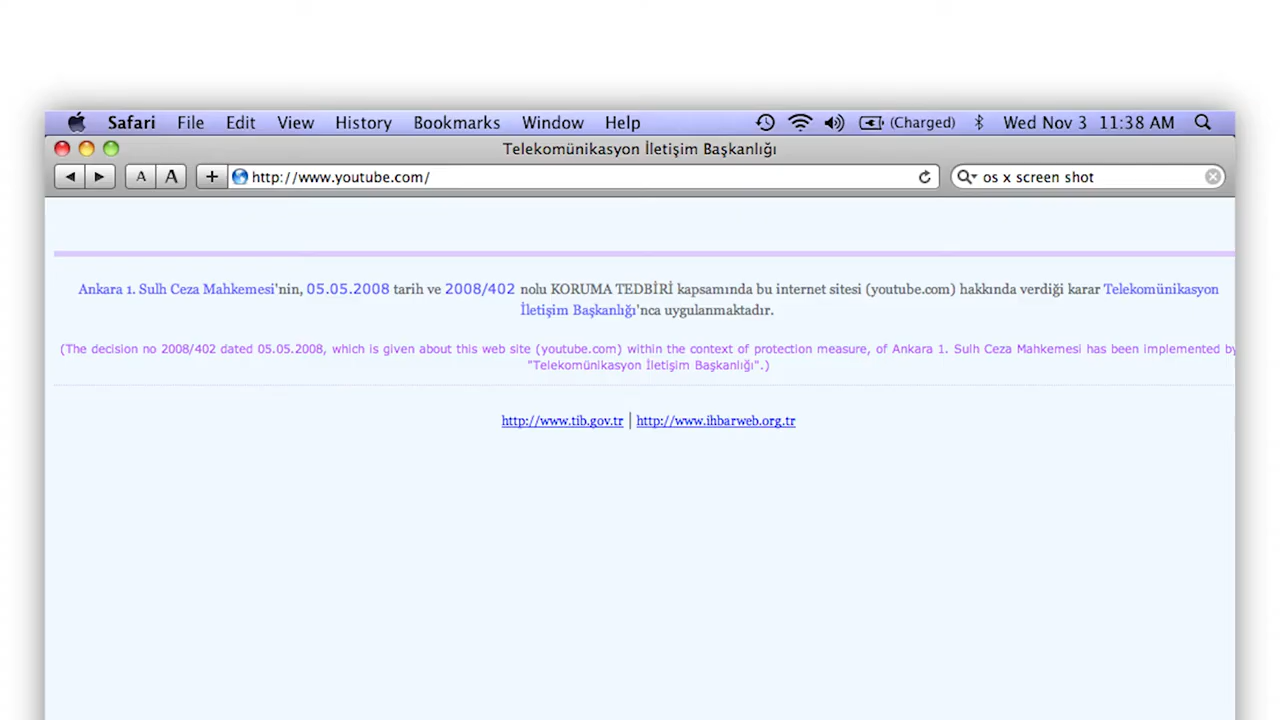 Safari File Edit View History Bookmarks Window Help (Charged) Wed Nov 3 11:38 AM
Telekomünikasyon İletişim Başkanlığı
A A + http://www.youtube.com/ os x screen shot
Ankara 1. Sulh Ceza Mahkemesi'nin, 05.05.2008 tarih ve 2008/402 nolu KORUMA TEDBİRİ kapsamında bu internet sitesi (youtube.com) hakkında verdiği karar Telekomünikasyon
İletişim Başkanlığı'nca uygulanmaktadır.
(The decision no 2008/402 dated 05.05.2008, which is given about this web site (youtube.com) within the context of protection measure, of Ankara 1. Sulh Ceza Mahkemesi has been implemented by
"Telekomünikasyon İletişim Başkanlığı".)
http://www.tib.gov.tr | http://www.ihbarweb.org.tr